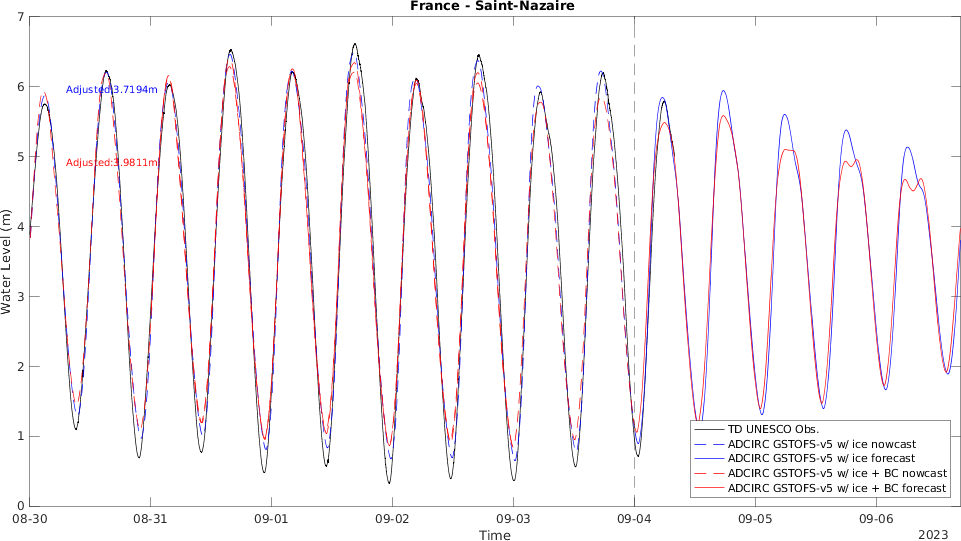 France - Saint-Nazaire
7
6
5
4
3
2
1
0
Water Level (m)
Adjusted:3.7194m
Adjusted:3.9811m
TD UNESCO Obs.
ADCIRC GSTOFS-v5 w/ ice nowcast
ADCIRC GSTOFS-v5 w/ ice forecast
ADCIRC GSTOFS-v5 w/ ice + BC nowcast
ADCIRC GSTOFS-v5 w/ ice + BC forecast
08-30 08-31 09-01 09-02 09-03 09-04 09-05 09-06
Time
2023